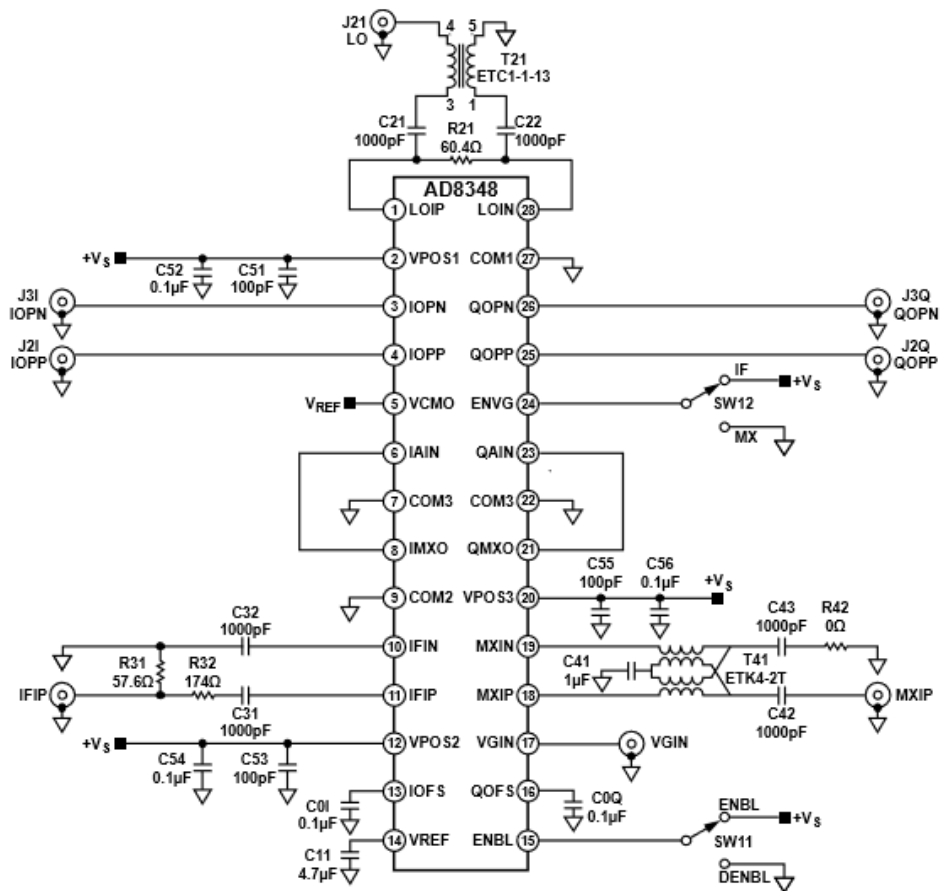 J21
LO
4 5
T21
ETC1-1-13
3 1
C21
1000pF
R21
60.4Ω
C22
1000pF
AD8348
1 LOIP
LOIN 28
+VS
C52
0.1µF
C51
100pF
2 VPOS1
COM1 27
J3I
IOPN
3 IOPN
QOPN 26
J3Q
QOPN
J2I
IOPP
4 IOPP
QOPP 25
J2Q
QOPP
VREF
5 VCMO
ENVG 24
IF
+VS
SW12
MX
6 IAIN
QAIN 23
7 COM3
COM3 22
8 IMXO
QMXO 21
C55
100pF
C56
0.1µF
+VS
9 COM2
VPOS3 20
C32
1000pF
10 IFIN
MXIN 19
C43
1000pF
R42
0Ω
R31
57.6Ω
R32
174Ω
C41
1µF
T41
ETK4-2T
IFIP
C31
1000pF
11 IFIP
MXIP 18
C42
1000pF
MXIP
+VS
C54
0.1µF
C53
100pF
12 VPOS2
VGIN 17
VGIN
C0I
0.1µF
13 IOFS
QOFS 16
C0Q
0.1µF
C11
4.7µF
14 VREF
ENBL 15
ENBL
+VS
SW11
DENBL